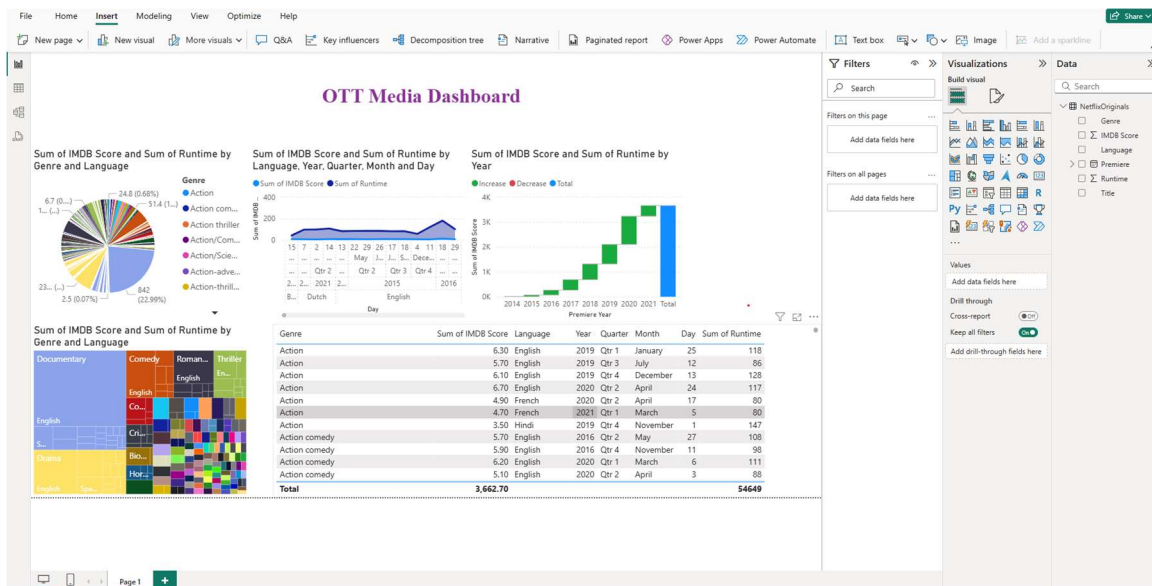 File Home Insert Modeling View Optimize Help
Share
New page New visual More visuals Q&A Key influencers Decomposition tree Narrative Paginated report Power Apps Power Automate Text box Image Add a sparkline
OTT Media Dashboard
Sum of IMDB Score and Sum of Runtime by
Genre and Language
24.8 (0.68%)
6.7 (0....)
51.4 (1...)
1... (...)
23... (...)
2.5 (0.07%)
842
(22.99%)
Genre
Action
Action com...
Action thriller
Action/Com...
Action/Scie...
Action-adve...
Action-thrill...
Sum of IMDB Score and Sum of Runtime by
Language, Year, Quarter, Month and Day
Sum of IMDB Score Sum of Runtime
Sum of IMDB ...
400
200
0
15 7 2 14 13 22 29 26 17 18 4 11 18 29
... ... ... ... ... May J... J... S... Dece... ... ...
... ... Qtr 2 ... Qtr 2 Qtr 3 Qtr 4 ... ...
2... 2... 2021 2... 2015 2016
B... Dutch English
Day
Sum of IMDB Score and Sum of Runtime by
Year
Increase Decrease Total
Sum of IMDB Score
4K
3K
2K
1K
0K
2014 2015 2016 2017 2018 2019 2020 2021 Total
Premiere Year
Sum of IMDB Score and Sum of Runtime by
Genre and Language
Documentary Comedy Roman... Thriller
English En...
English
Co...
English
Cri...
S...
Drama
Bio...
Hor...
English Spa...
Genre Sum of IMDB Score Language Year Quarter Month Day Sum of Runtime
Action 6.30 English 2019 Qtr 1 January 25 118
Action 5.70 English 2019 Qtr 3 July 12 86
Action 6.10 English 2019 Qtr 4 December 13 128
Action 6.70 English 2020 Qtr 2 April 24 117
Action 4.90 French 2020 Qtr 2 April 17 80
Action 4.70 French 2021 Qtr 1 March 5 80
Action 3.50 Hindi 2019 Qtr 4 November 1 147
Action comedy 5.70 English 2016 Qtr 2 May 27 108
Action comedy 5.90 English 2016 Qtr 4 November 11 98
Action comedy 6.20 English 2020 Qtr 1 March 6 111
Action comedy 5.10 English 2020 Qtr 2 April 3 88
Total 3,662.70 54649
Filters
Search
Filters on this page ...
Add data fields here
Filters on all pages ...
Add data fields here
Visualizations
Build visual
R
Py
...
Values
Add data fields here
Drill through
Cross-report Off
Keep all filters On
Add drill-through fields here
Data
Search
NetflixOriginals
Genre
IMDB Score
Language
Premiere
Runtime
Title
Page 1